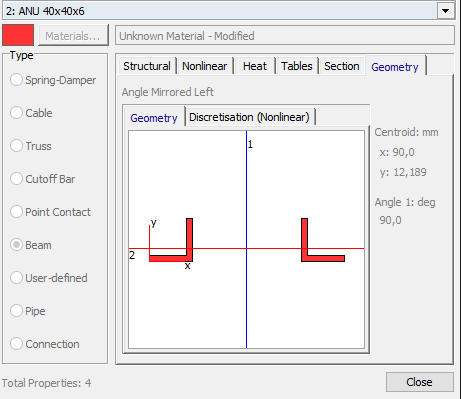 2: ANU 40x40x6
Materials...
Unknown Material - Modified
Type
Spring-Damper
Cable
Truss
Cutoff Bar
Point Contact
Beam
User-defined
Pipe
Connection
Structural Nonlinear Heat Tables Section Geometry
Angle Mirrored Left
Geometry Discretisation (Nonlinear)
1
y
2
x
Centroid: mm
x: 90,0
y: 12,189
Angle 1: deg
90,0
Total Properties: 4
Close